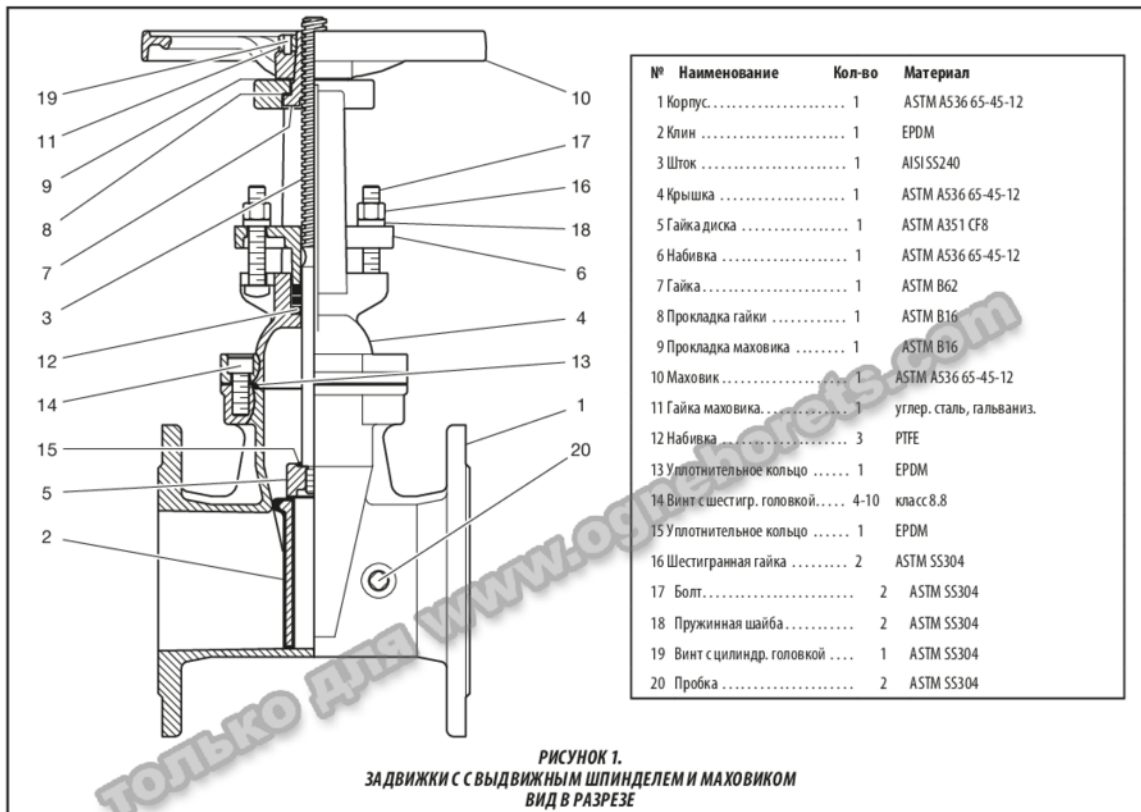 19
11
9
8
7
3
12
14
15
5
2
10
17
16
18
6
4
13
1
20
№ Наименование Кол-во Материал
1 Корпус...................... 1 ASTM A536 65-45-12
2 Клин ...................... 1 EPDM
3 Шток ...................... 1 AISI SS240
4 Крышка .................... 1 ASTM A536 65-45-12
5 Гайка диска ................ 1 ASTM A351 CF8
6 Набивка ................... 1 ASTM A536 65-45-12
7 Гайка ...................... 1 ASTM B62
8 Прокладка гайки ............ 1 ASTM B16
9 Прокладка маховика ........ 1 ASTM B16
10 Маховик .................... 1 ASTM A536 65-45-12
11 Гайка маховика.............. 1 углер. сталь, гальваниз.
12 Набивка ................... 3 PTFE
13 Уплотнительное кольцо ...... 1 EPDM
14 Винт с шестигр. головкой..... 4-10 класс 8.8
15 Уплотнительное кольцо ...... 1 EPDM
16 Шестигранная гайка ......... 2 ASTM SS304
17 Болт....................... 2 ASTM SS304
18 Пружинная шайба .......... 2 ASTM SS304
19 Винт с цилиндр. головкой .... 1 ASTM SS304
20 Пробка ................... 2 ASTM SS304
только для www.ogneborets.com
РИСУНОК 1.
ЗАДВИЖКИ С С ВЫДВИЖНЫМ ШПИНДЕЛЕМ И МАХОВИКОМ
ВИД В РАЗРЕЗЕ